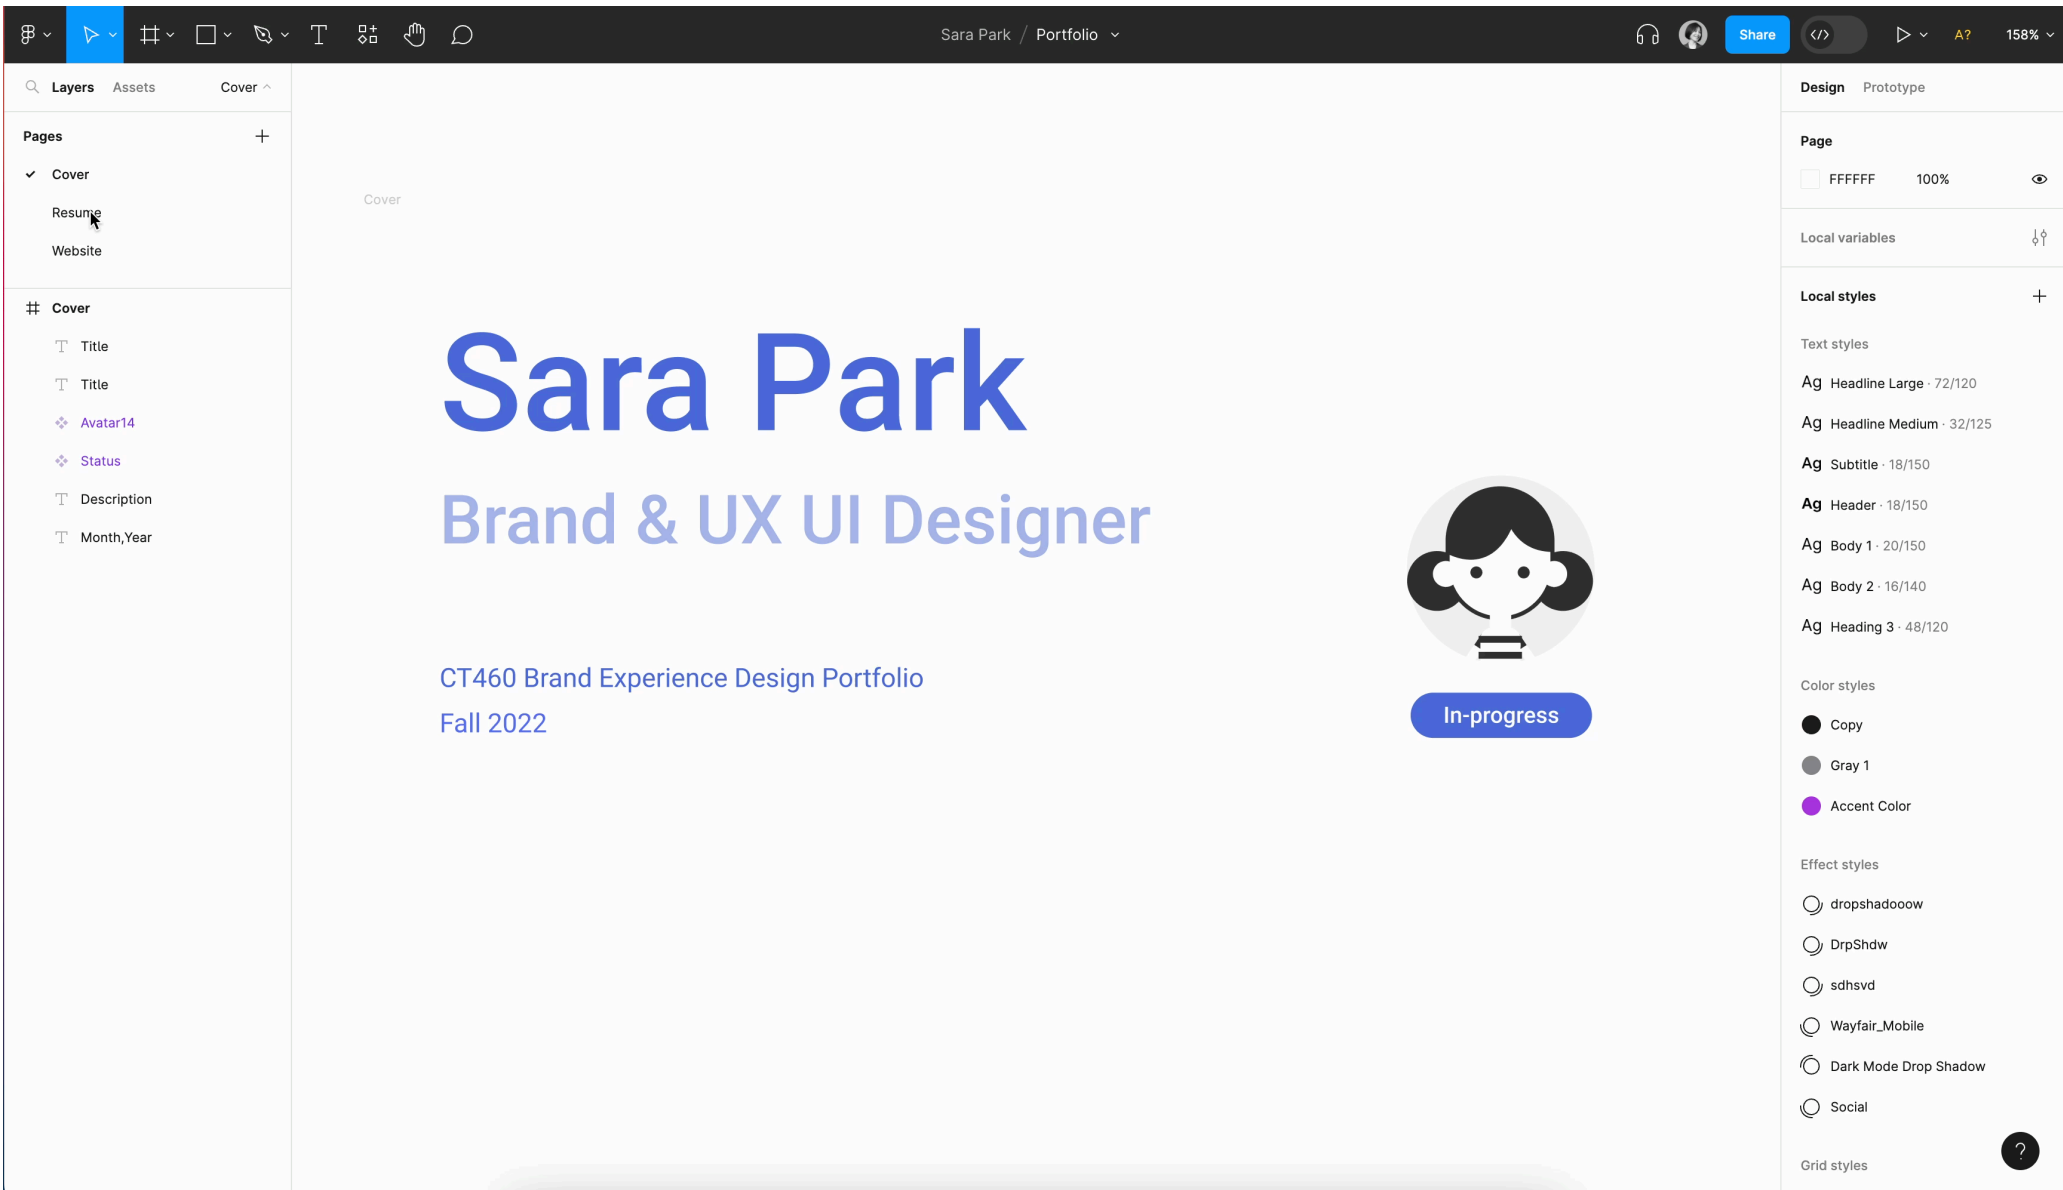 Sara Park / Portfolio
Share
A?
158%
Layers Assets Cover
Pages
Cover
Resume
Website
Cover
Title
Title
Avatar14
Status
Description
Month,Year
Cover
Sara Park
Brand & UX UI Designer
CT460 Brand Experience Design Portfolio
Fall 2022
In-progress
Design Prototype
Page
FFFFFF 100%
Local variables
Local styles
Text styles
Ag Headline Large · 72/120
Ag Headline Medium · 32/125
Ag Subtitle · 18/150
Ag Header · 18/150
Ag Body 1 · 20/150
Ag Body 2 · 16/140
Ag Heading 3 · 48/120
Color styles
Copy
Gray 1
Accent Color
Effect styles
dropshadooow
DrpShdw
sdhsvd
Wayfair_Mobile
Dark Mode Drop Shadow
Social
Grid styles
?